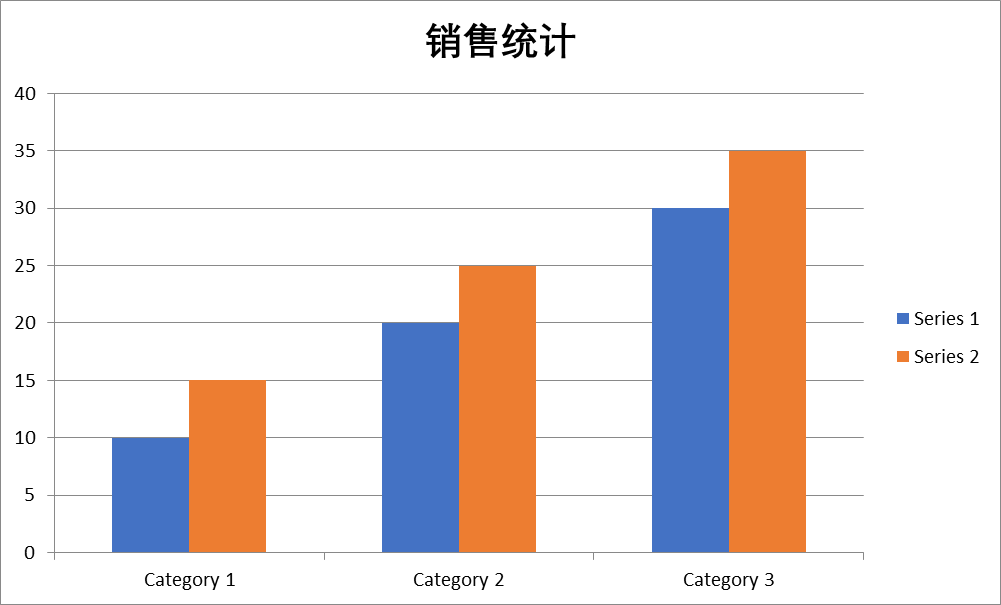 销售统计
40
35
30
25
20
15
10
5
0
Category 1
Category 2
Category 3
Series 1
Series 2